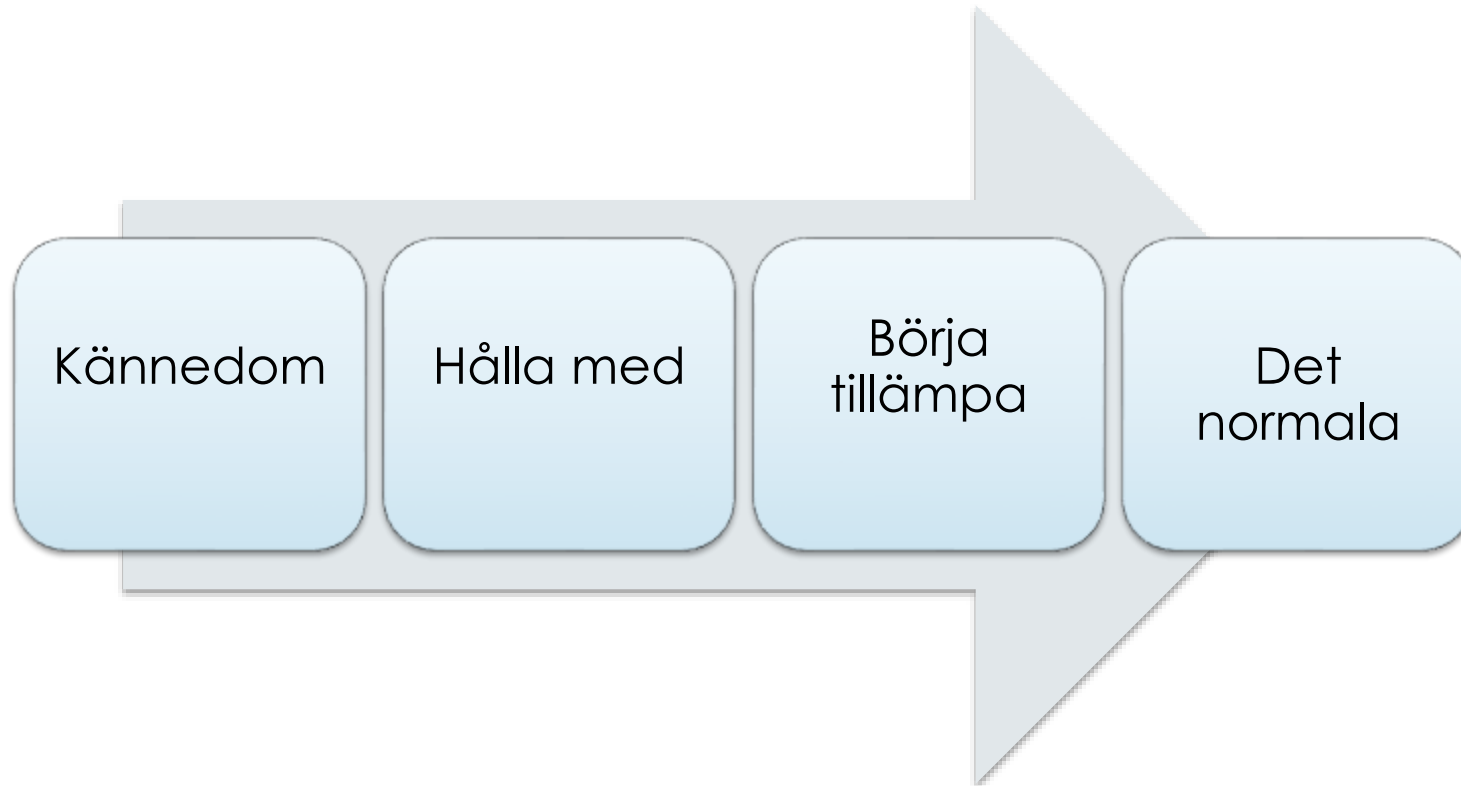 Kännedom
Hålla med
Börja
tillämpa
Det
normala